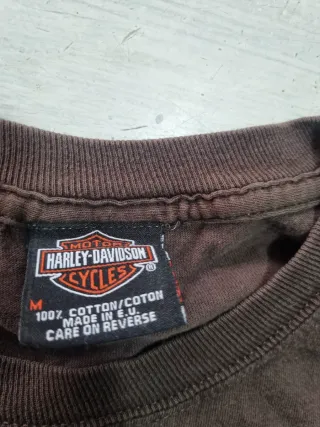 MOTOR
HARLEY-DAVIDSON
CYCLES®
M
100% COTTON/COTON
MADE IN E.U.
CARE ON REVERSE